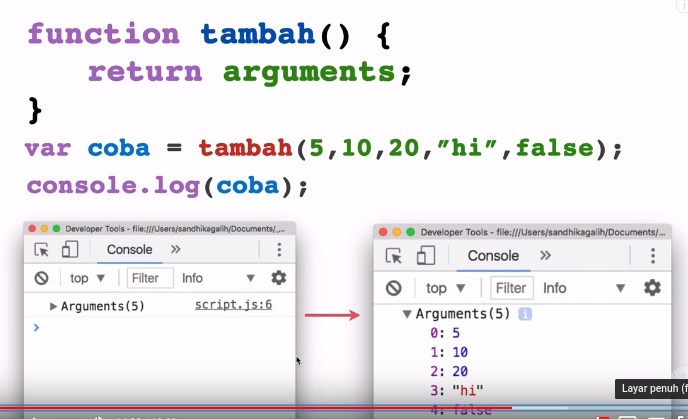 function tambah() {
return arguments;
}
var coba = tambah(5,10,20,”hi”,false);
console.log(coba);
Developer Tools - file:///Users/sandhikagalih/Documents/_...
Console »
top ▼ Filter Info ▼
▶ Arguments(5) script.js:6
>
Developer Tools - file:///Users/sandhikagalih/Documents/...
Console »
top ▼ Filter Info ▼
▼ Arguments(5) i
0: 5
1: 10
2: 20
3: "hi"
4: false
Layar penuh (f